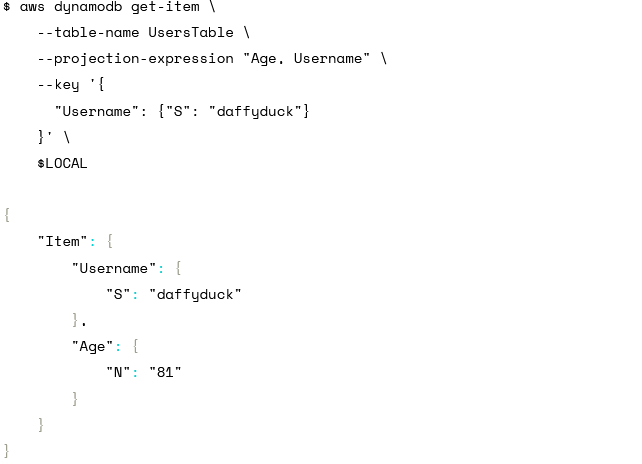 $ aws dynamodb get-item \
    --table-name UsersTable \
    --projection-expression "Age, Username" \
    --key '{
      "Username": {"S": "daffyduck"}
    }' \
    $LOCAL

{
    "Item": {
        "Username": {
            "S": "daffyduck"
        },
        "Age": {
            "N": "81"
        }
    }
}